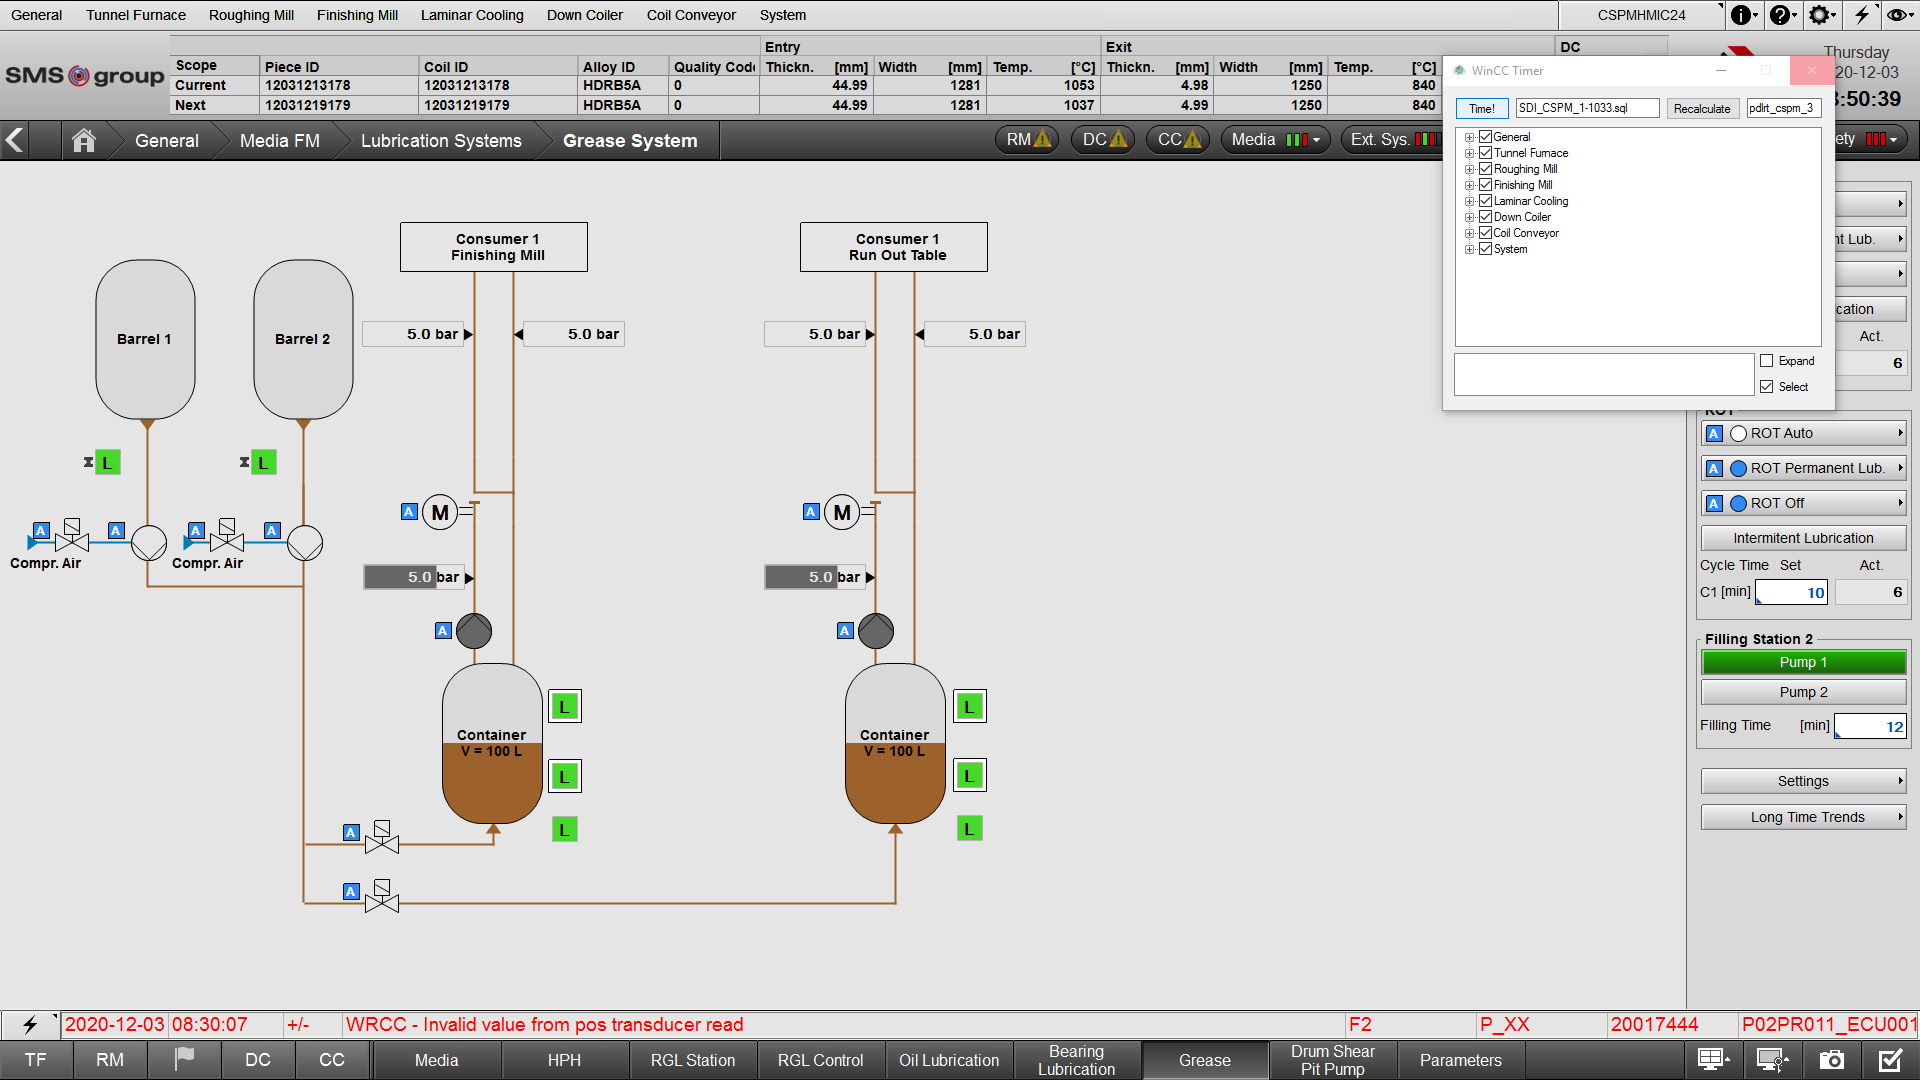 General Tunnel Furnace Roughing Mill Finishing Mill Laminar Cooling Down Coiler Coil Conveyor System CSPMHMIC24
SMS group
Entry Exit DC
Scope Piece ID Coil ID Alloy ID Quality Code Thickn. [mm] Width [mm] Temp. [°C] Thickn. [mm] Width [mm] Temp. [°C]
Current 12031213178 12031213178 HDRB5A 0 44.99 1281 1053 4.98 1250 840
Next 12031219179 12031219179 HDRB5A 0 44.99 1281 1037 4.99 1250 840
Thursday
20-12-03
:50:39
General Media FM Lubrication Systems Grease System RM DC CC Media Ext. Sys. ety
WinCC Timer
Time! SDI_CSPM_1-1033.sql Recalculate pdlrt_cspm_3
General
Tunnel Furnace
Roughing Mill
Finishing Mill
Laminar Cooling
Down Coiler
Coil Conveyor
System
Expand
Select
nt Lub.
cation
Act.
6
Consumer 1
Finishing Mill
Consumer 1
Run Out Table
Barrel 1
Barrel 2
5.0 bar
5.0 bar
5.0 bar
5.0 bar
L
L
A M
A M
A A A A
Compr. Air
Compr. Air
5.0 bar
5.0 bar
A
A
Container
V = 100 L
Container
V = 100 L
L
L
L
L
L
L
A
A
ROT
A ROT Auto
A ROT Permanent Lub.
A ROT Off
Intermitent Lubrication
Cycle Time Set Act.
C1 [min] 10 6
Filling Station 2
Pump 1
Pump 2
Filling Time [min] 12
Settings
Long Time Trends
2020-12-03 08:30:07 +/- WRCC - Invalid value from pos transducer read F2 P_XX 20017444 P02PR011_ECU001
TF RM DC CC Media HPH RGL Station RGL Control Oil Lubrication Bearing Lubrication Grease Drum Shear Pit Pump Parameters